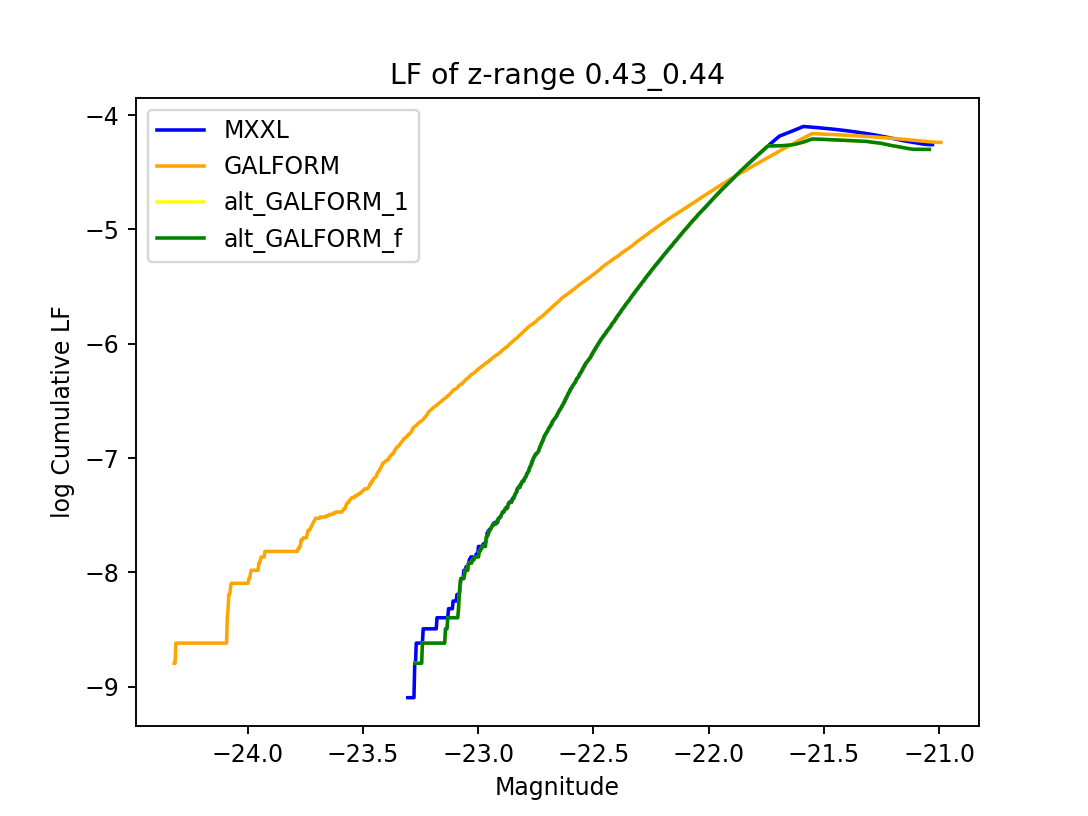 LF of z-range 0.43_0.44
MXXL
GALFORM
alt_GALFORM_1
alt_GALFORM_f
log Cumulative LF
−4
−5
−6
−7
−8
−9
−24.0 −23.5 −23.0 −22.5 −22.0 −21.5 −21.0
Magnitude